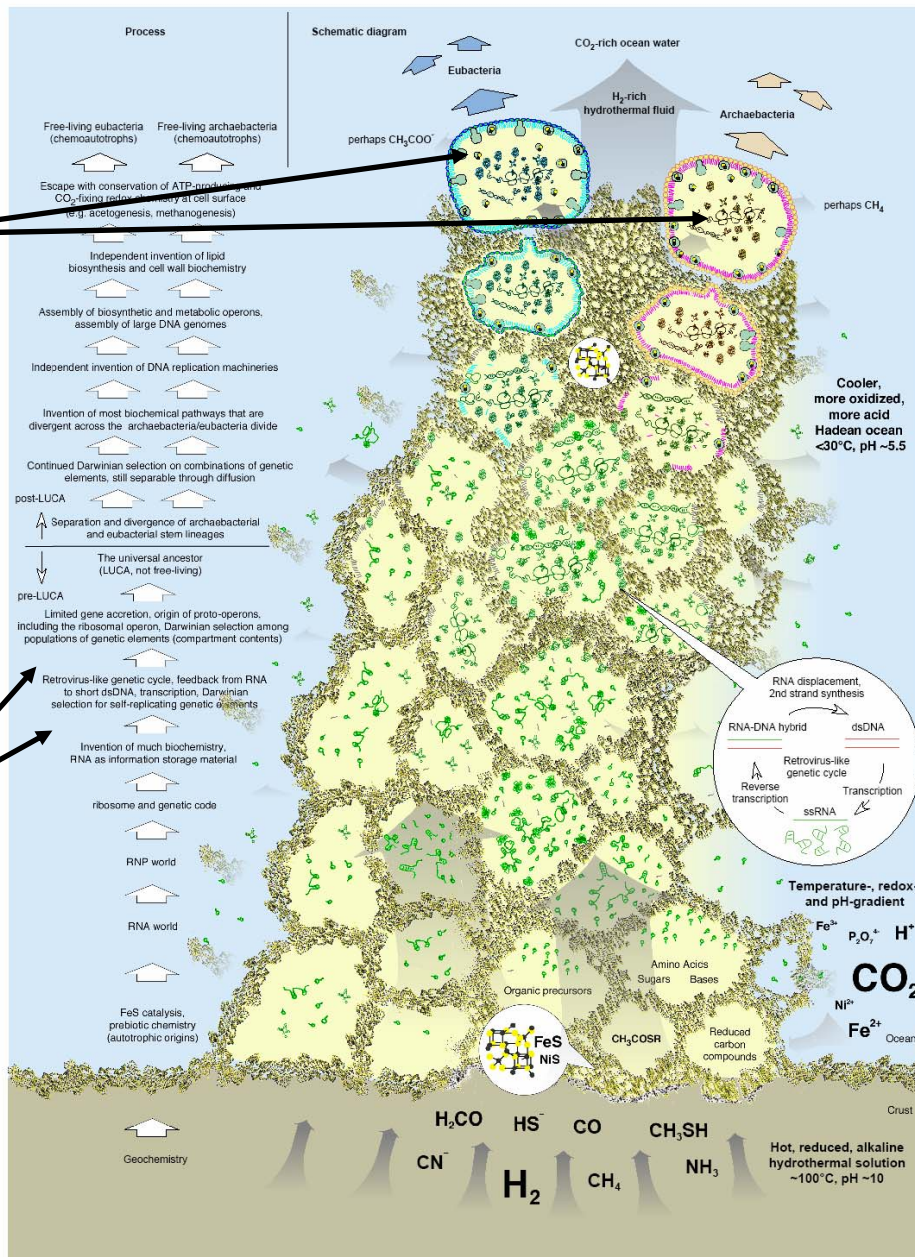 Process
Schematic diagram
CO2-rich ocean water
Eubacteria
H2-rich
hydrothermal fluid
Archaebacteria
Free-living eubacteria
(chemoautotrophs)
Free-living archaebacteria
(chemoautotrophs)
perhaps CH3COO-
Escape with conservation of ATP-producing and
CO2-fixing redox chemistry at cell surface
(e.g. acetogenesis, methanogenesis)
perhaps CH4
Independent invention of lipid
biosynthesis and cell wall biochemistry
Assembly of biosynthetic and metabolic operons,
assembly of large DNA genomes
Independent invention of DNA replication machineries
Cooler,
more oxidized,
more acid
Hadean ocean
<30°C, pH ~5.5
Invention of most biochemical pathways that are
divergent across the archaebacteria/eubacteria divide
Continued Darwinian selection on combinations of genetic
elements, still separable through diffusion
post-LUCA
Separation and divergence of archaebacterial
and eubacterial stem lineages
The universal ancestor
(LUCA, not free-living)
pre-LUCA
Limited gene accretion, origin of proto-operons,
including the ribosomal operon, Darwinian selection among
populations of genetic elements (compartment contents)
Retrovirus-like genetic cycle, feedback from RNA
to short dsDNA, transcription, Darwinian
selection for self-replicating genetic elements
RNA displacement,
2nd strand synthesis
RNA-DNA hybrid
dsDNA
Retrovirus-like
genetic cycle
Reverse
transcription
Transcription
ssRNA
Invention of much biochemistry,
RNA as information storage material
ribosome and genetic code
RNP world
RNA world
Temperature-, redox-
and pH-gradient
Fe3+
P2O7 4-
H+
CO2
Ni2+
Fe2+
Ocean
Amino Acics
Sugars
Bases
Organic precursors
FeS catalysis,
prebiotic chemistry
(autotrophic origins)
FeS
NiS
CH3COSR
Reduced
carbon
compounds
Crust
H2CO
HS-
CO
CH3SH
Geochemistry
CN-
H2
CH4
NH3
Hot, reduced, alkaline
hydrothermal solution
~100°C, pH ~10